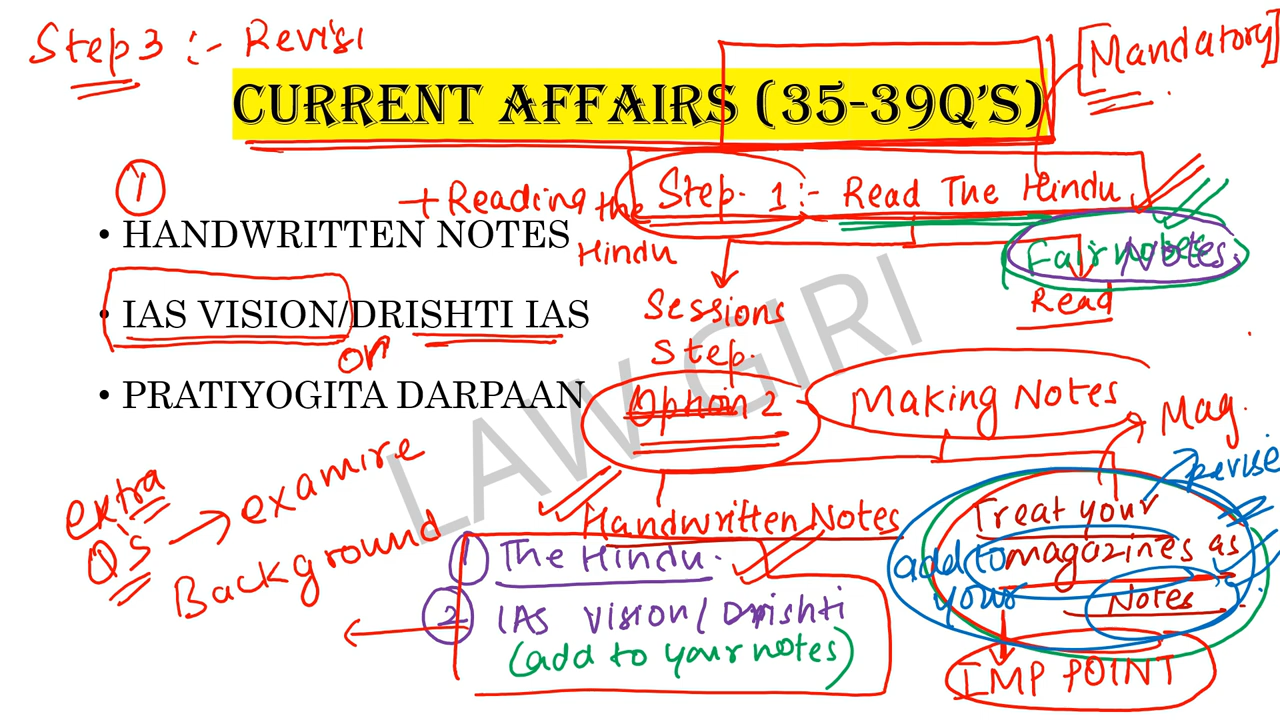 Step 3 :- Revisi
[Mandatory]
CURRENT AFFAIRS (35-39Q'S)
1
+ Reading the Hindu
Step. 1 :- Read The Hindu
• HANDWRITTEN NOTES
Notes.
Read
• IAS VISION/DRISHTI IAS
or
• PRATIYOGITA DARPAAN
Sessions
Step.
Option 2
Making Notes
Mag.
revise
LAW GIRI
extra
Qs → examine
Background
Handwritten Notes
1 The Hindu.
2 IAS Vision/Drishti
(add to your notes)
Treat your
magazines as
Notes
add to
your
IMP POINT